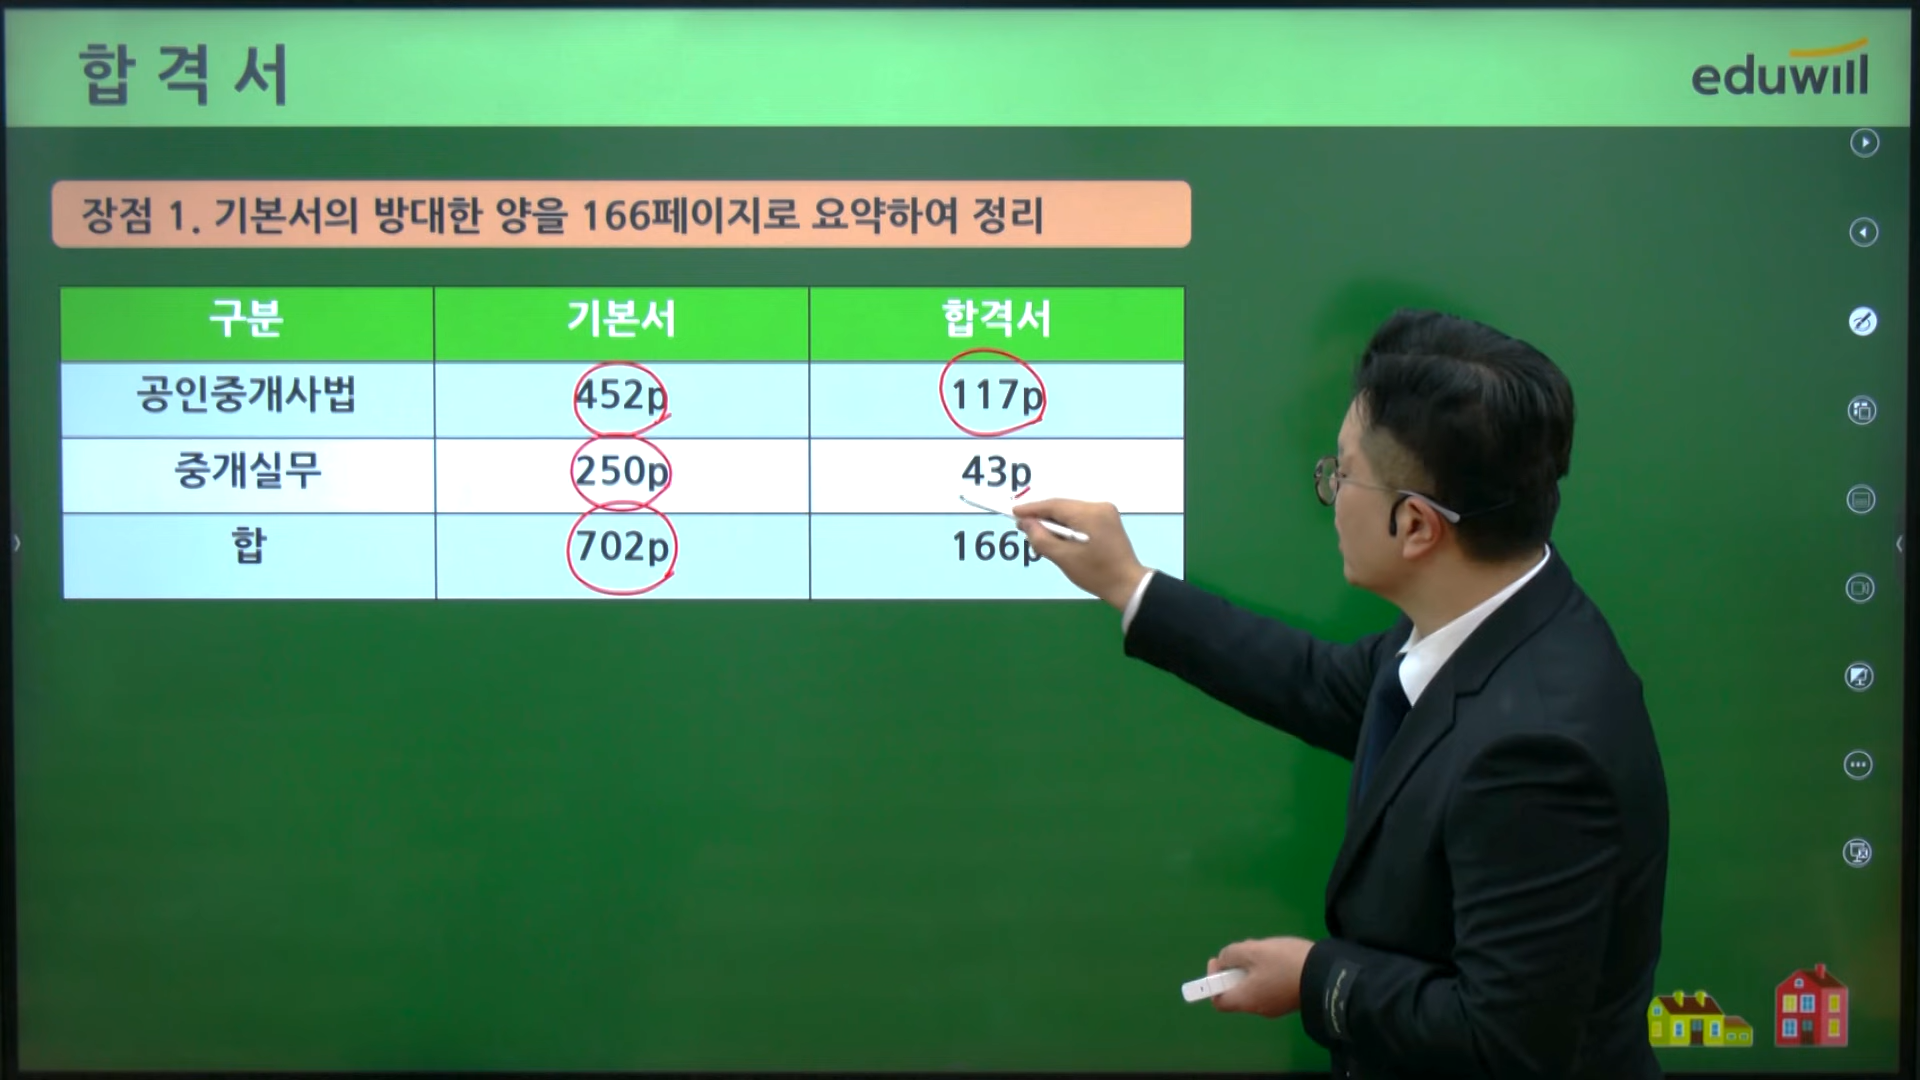 합격서
eduwill
장점 1. 기본서의 방대한 양을 166페이지로 요약하여 정리
구분 기본서 합격서
공인중개사법 452p 117p
중개실무 250p 43p
합 702p 166p